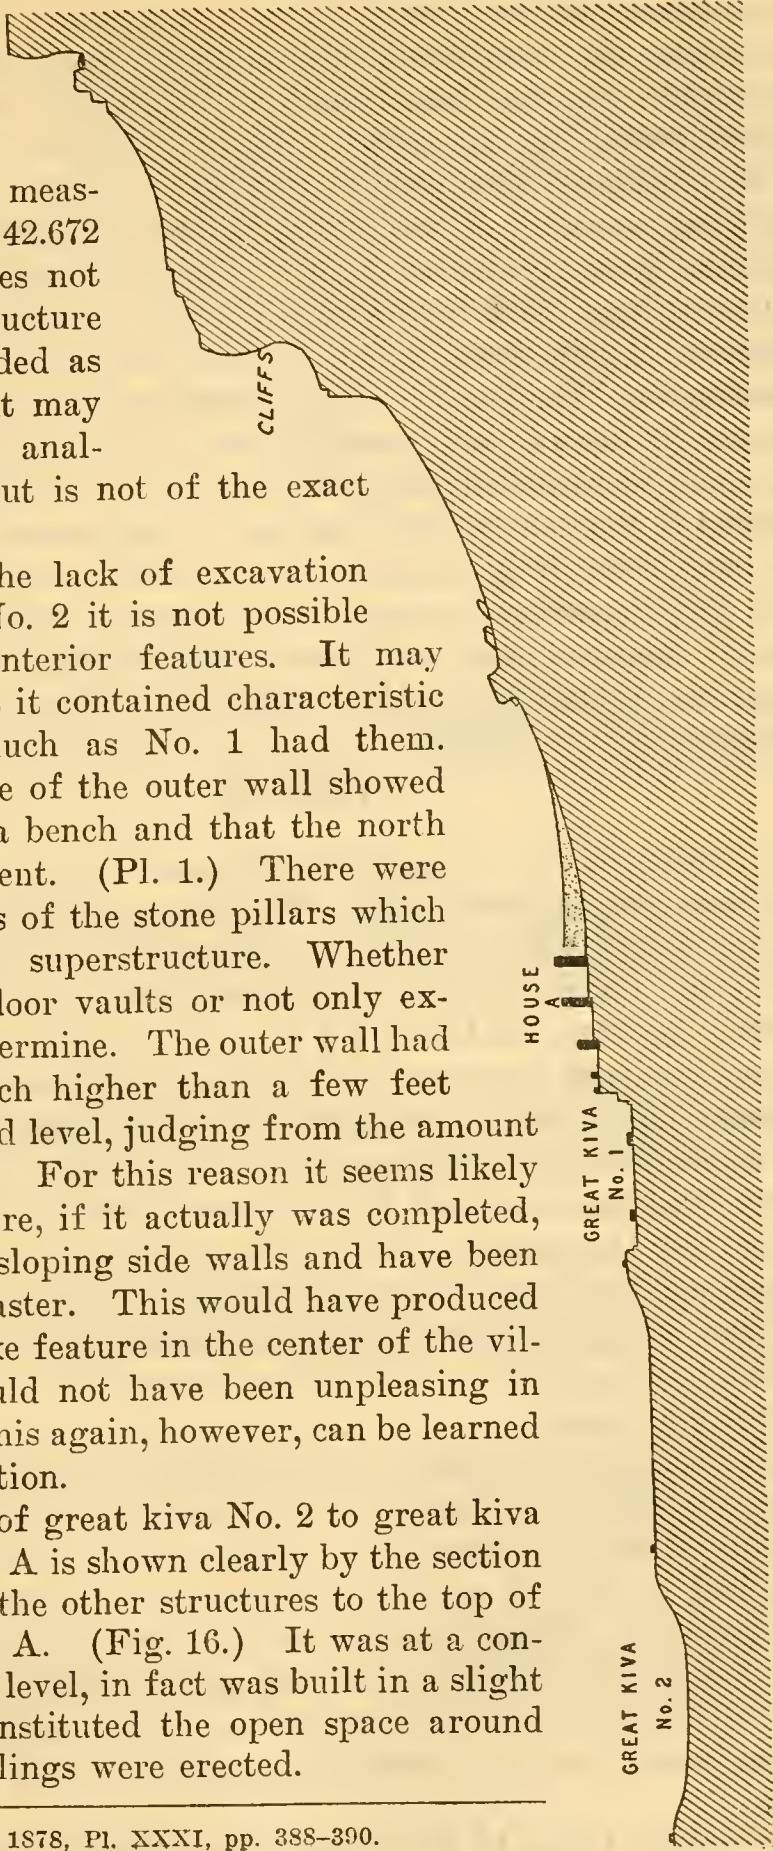 meas-
42.672
es not
ucture
ded as
t may
anal-
ut is not of the exact
he lack of excavation
No. 2 it is not possible
nterior features. It may
it contained characteristic
uch as No. 1 had them.
e of the outer wall showed
a bench and that the north
ent. (Pl. 1.) There were
s of the stone pillars which
superstructure. Whether
loor vaults or not only ex-
ermine. The outer wall had
ch higher than a few feet
d level, judging from the amount
For this reason it seems likely
re, if it actually was completed,
sloping side walls and have been
aster. This would have produced
ke feature in the center of the vil-
uld not have been unpleasing in
his again, however, can be learned
tion.
of great kiva No. 2 to great kiva
A is shown clearly by the section
the other structures to the top of
A. (Fig. 16.) It was at a con-
level, in fact was built in a slight
nstituted the open space around
lings were erected.
1878, Pl. XXXI, pp. 388–390.
CLIFFS
HOUSE
A
GREAT KIVA
No. 1
GREAT KIVA
No. 2